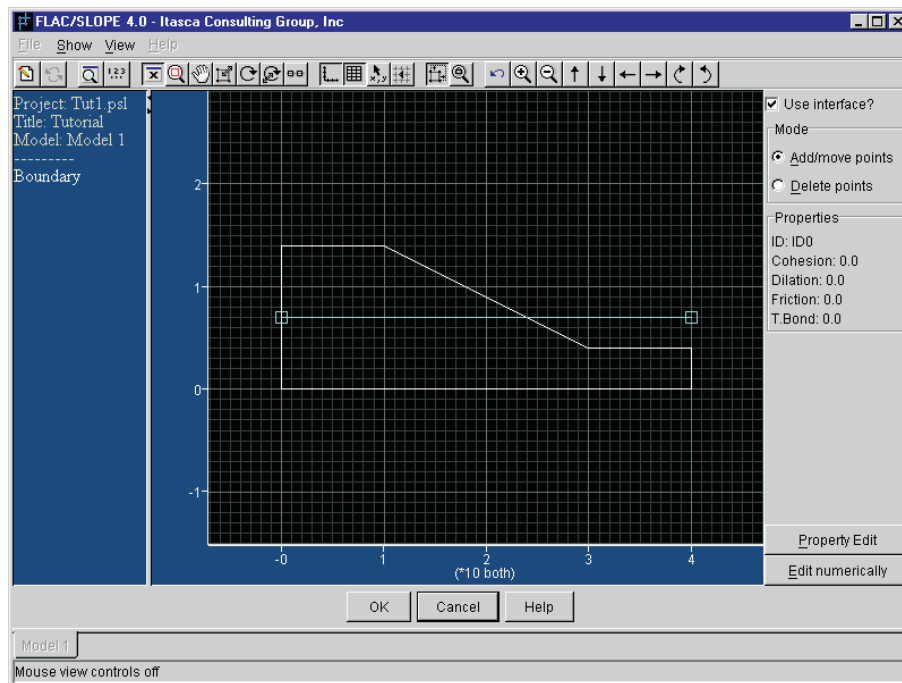 FLAC/SLOPE 4.0 - Itasca Consulting Group, Inc
File Show View Help
123
x,y
Project: Tut1.psl
Title: Tutorial
Model: Model 1
---------
Boundary
2
1
0
-1
-0 1 2 3 4
(*10 both)
Use interface?
Mode
Add/move points
Delete points
Properties
ID: ID0
Cohesion: 0.0
Dilation: 0.0
Friction: 0.0
T.Bond: 0.0
Property Edit
Edit numerically
OK Cancel Help
Model 1
Mouse view controls off